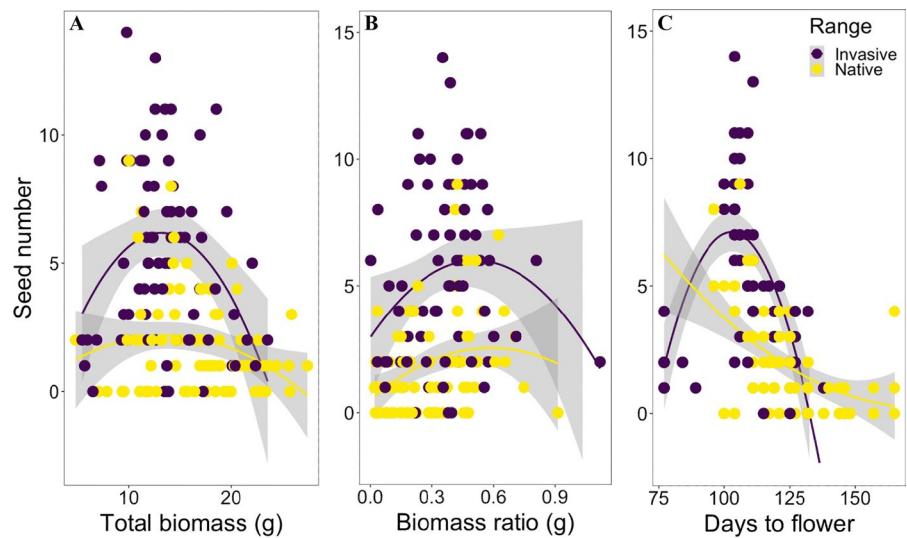 A
B
C
Range
Invasive
Native
Seed number
10
5
0
10
20
Total biomass (g)
15
10
5
0
0.0
0.3
0.6
0.9
Biomass ratio (g)
15
10
5
0
75
100
125
150
Days to flower